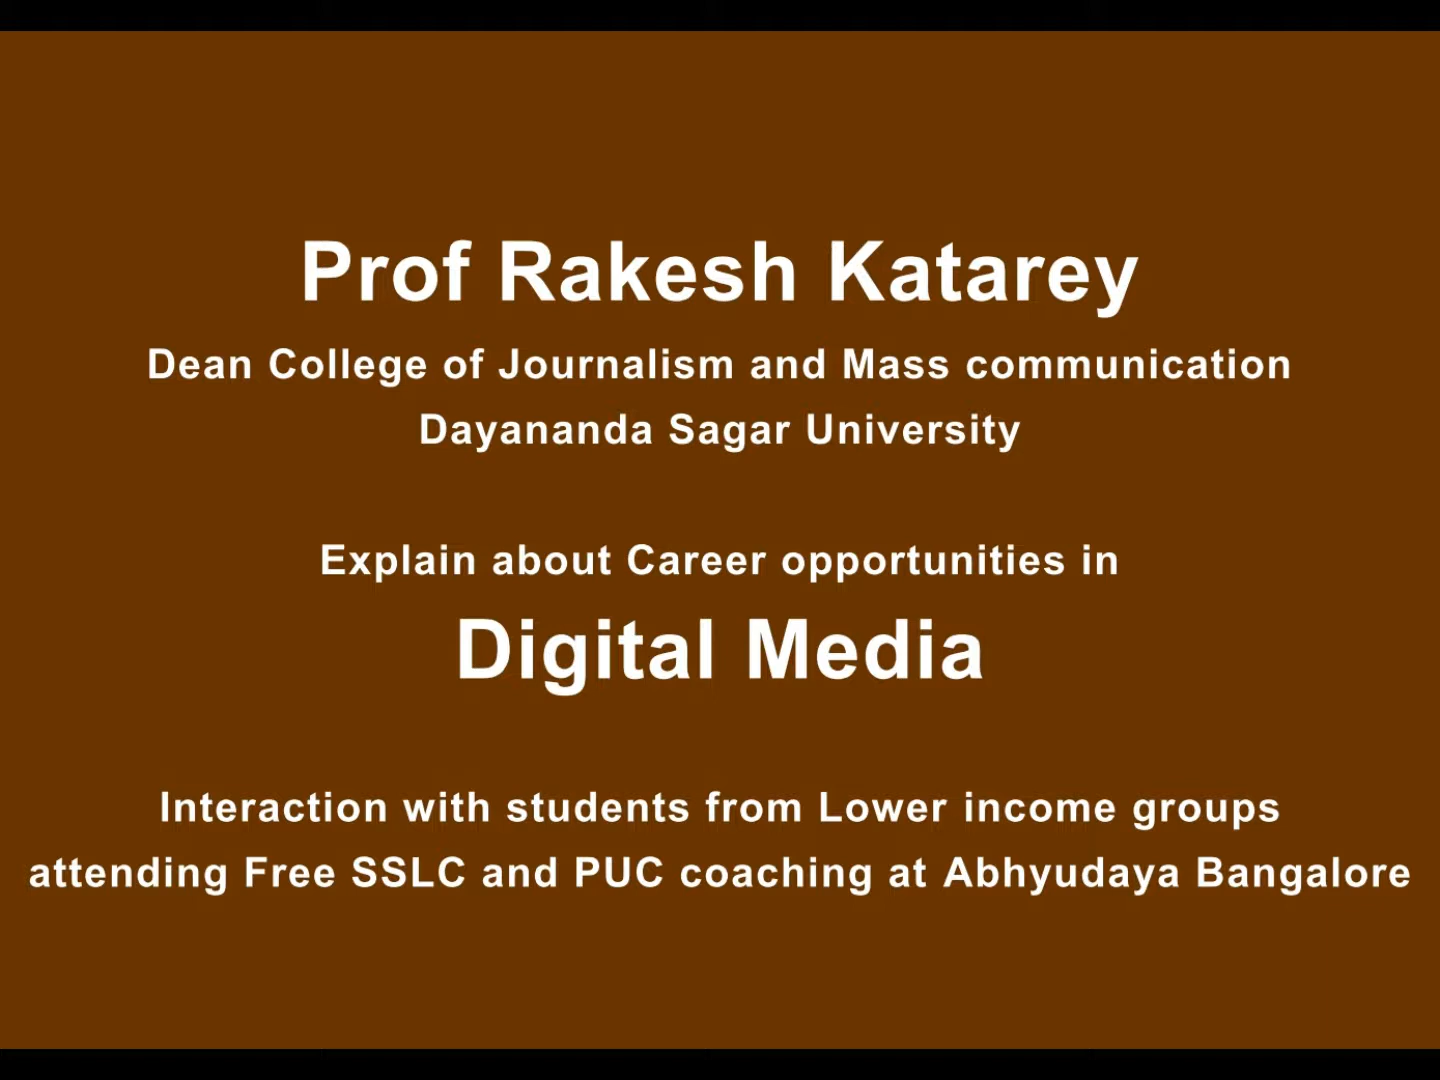 Prof Rakesh Katarey
Dean College of Journalism and Mass communication
Dayananda Sagar University
Explain about Career opportunities in
Digital Media
Interaction with students from Lower income groups
attending Free SSLC and PUC coaching at Abhyudaya Bangalore